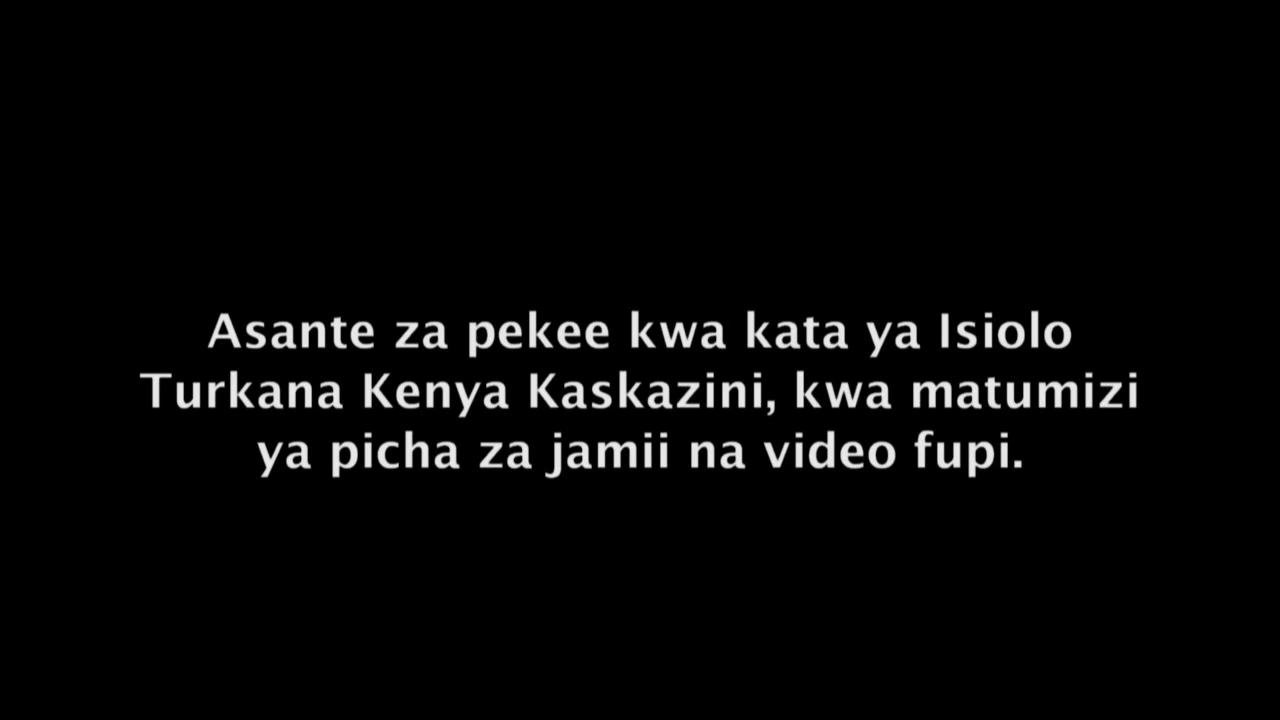 Asante za pekee kwa kata ya Isiolo
Turkana Kenya Kaskazini, kwa matumizi
ya picha za jamii na video fupi.